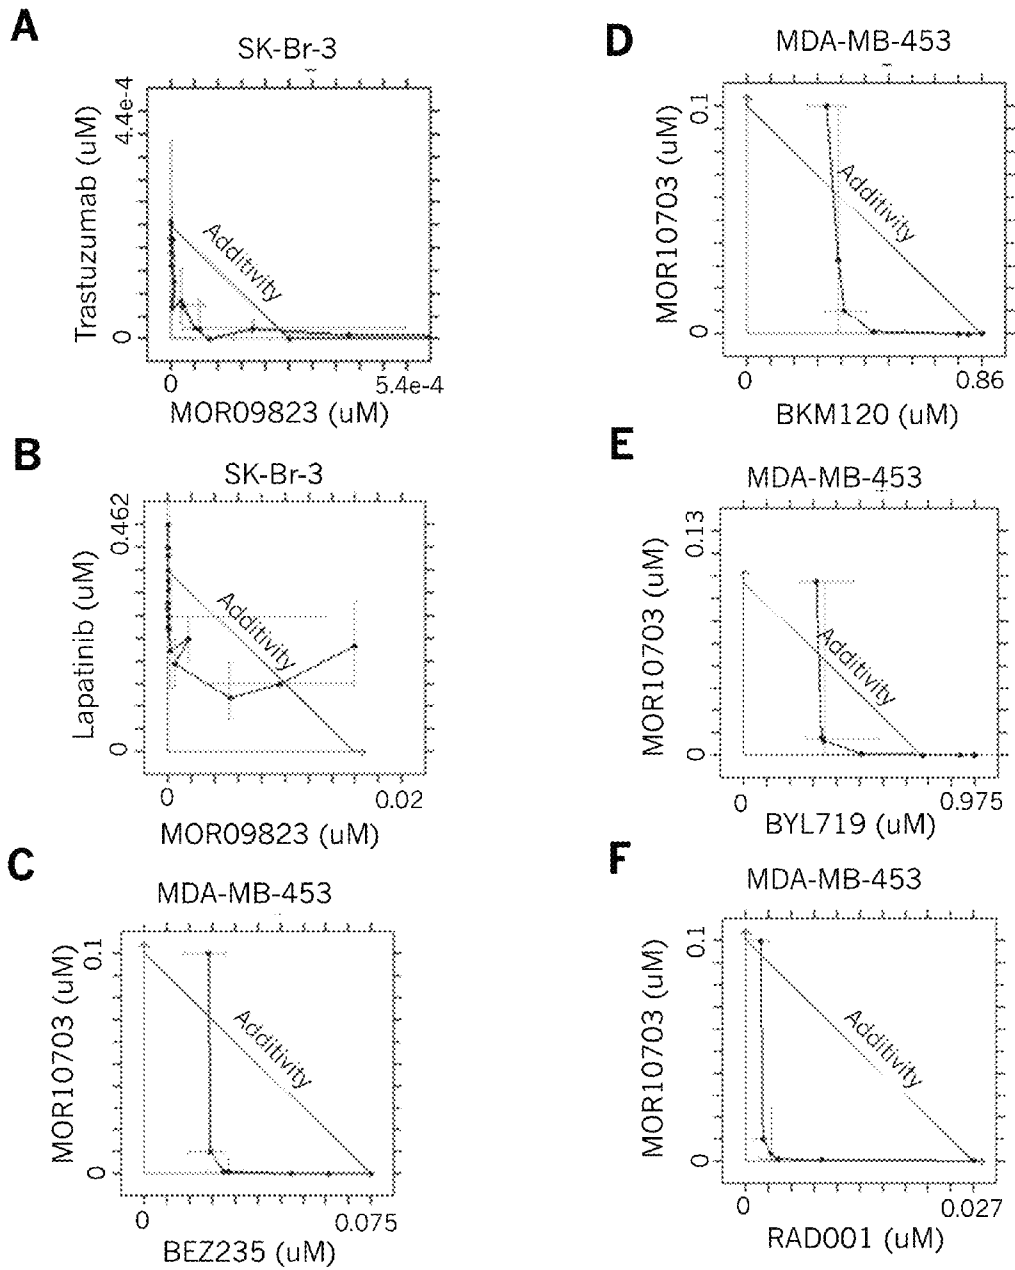 A
SK-Br-3
Trastuzumab (uM)
4.4e-4
0
Additivity
0
5.4e-4
MOR09823 (uM)
B
SK-Br-3
Lapatinib (uM)
0.462
0
Additivity
0
0.02
MOR09823 (uM)
C
MDA-MB-453
MOR10703 (uM)
0.1
0
Additivity
0
0.075
BEZ235 (uM)
D
MDA-MB-453
MOR10703 (uM)
0.1
0
Additivity
0
0.86
BKM120 (uM)
E
MDA-MB-453
MOR10703 (uM)
0.13
0
Additivity
0
0.975
BYL719 (uM)
F
MDA-MB-453
MOR10703 (uM)
0.1
0
Additivity
0
0.027
RAD001 (uM)